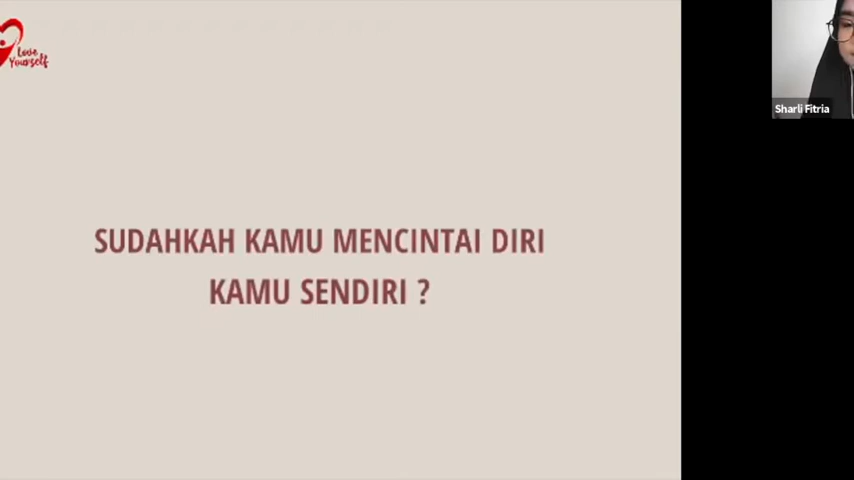 Love
Yourself
Sharli Fitria
SUDAHKAH KAMU MENCINTAI DIRI
KAMU SENDIRI ?